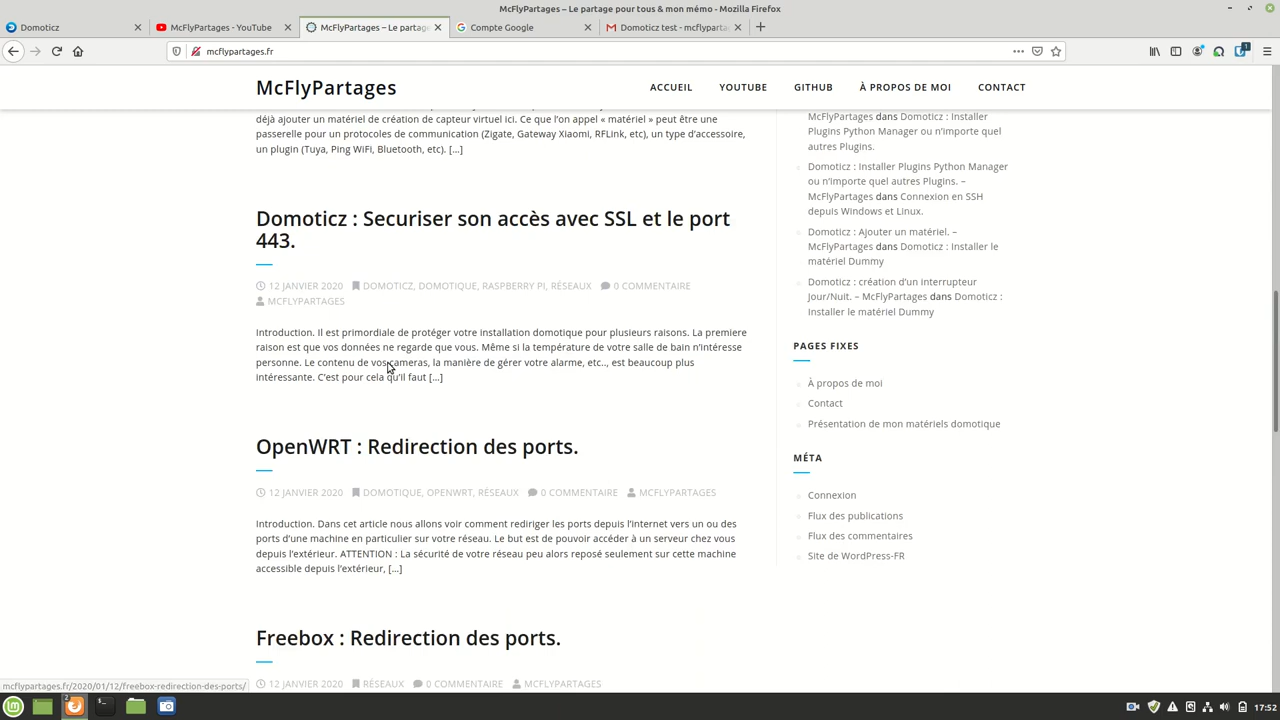 McFlyPartages – Le partage pour tous & mon mémo - Mozilla Firefox
Domoticz
McFlyPartages - YouTube
McFlyPartages – Le partage
Compte Google
Domoticz test - mcflyparta
mcflypartages.fr
McFlyPartages
ACCUEIL YOUTUBE GITHUB À PROPOS DE MOI CONTACT
déjà ajouter un matériel de création de capteur virtuel ici. Ce que l'on appel « matériel » peut être une
passerelle pour un protocoles de communication (Zigate, Gateway Xiaomi, RFLink, etc), un type d'accessoire,
un plugin (Tuya, Ping WiFi, Bluetooth, etc). [...]
Domoticz : Securiser son accès avec SSL et le port
443.
12 JANVIER 2020 DOMOTICZ, DOMOTIQUE, RASPBERRY PI, RÉSEAUX 0 COMMENTAIRE
MCFLYPARTAGES
Introduction. Il est primordiale de protéger votre installation domotique pour plusieurs raisons. La premiere
raison est que vos données ne regarde que vous. Même si la température de votre salle de bain n'intéresse
personne. Le contenu de vos cameras, la manière de gérer votre alarme, etc.., est beaucoup plus
intéressante. C'est pour cela qu'il faut [...]
OpenWRT : Redirection des ports.
12 JANVIER 2020 DOMOTIQUE, OPENWRT, RÉSEAUX 0 COMMENTAIRE MCFLYPARTAGES
Introduction. Dans cet article nous allons voir comment rediriger les ports depuis l'internet vers un ou des
ports d'une machine en particulier sur votre réseau. Le but est de pouvoir accéder à un serveur chez vous
depuis l'extérieur. ATTENTION : La sécurité de votre réseau peu alors reposé seulement sur cette machine
accessible depuis l'extérieur, [...]
Freebox : Redirection des ports.
12 JANVIER 2020 RÉSEAUX 0 COMMENTAIRE MCFLYPARTAGES
McFlyPartages dans Domoticz : Installer
Plugins Python Manager ou n'importe quel
autres Plugins.
Domoticz : Installer Plugins Python Manager
ou n'importe quel autres Plugins. –
McFlyPartages dans Connexion en SSH
depuis Windows et Linux.
Domoticz : Ajouter un matériel. –
McFlyPartages dans Domoticz : Installer le
matériel Dummy
Domoticz : création d'un interrupteur
Jour/Nuit. – McFlyPartages dans Domoticz :
Installer le matériel Dummy
PAGES FIXES
À propos de moi
Contact
Présentation de mon matériels domotique
MÉTA
Connexion
Flux des publications
Flux des commentaires
Site de WordPress-FR
mcflypartages.fr/2020/01/12/freebox-redirection-des-ports/
2
17:52